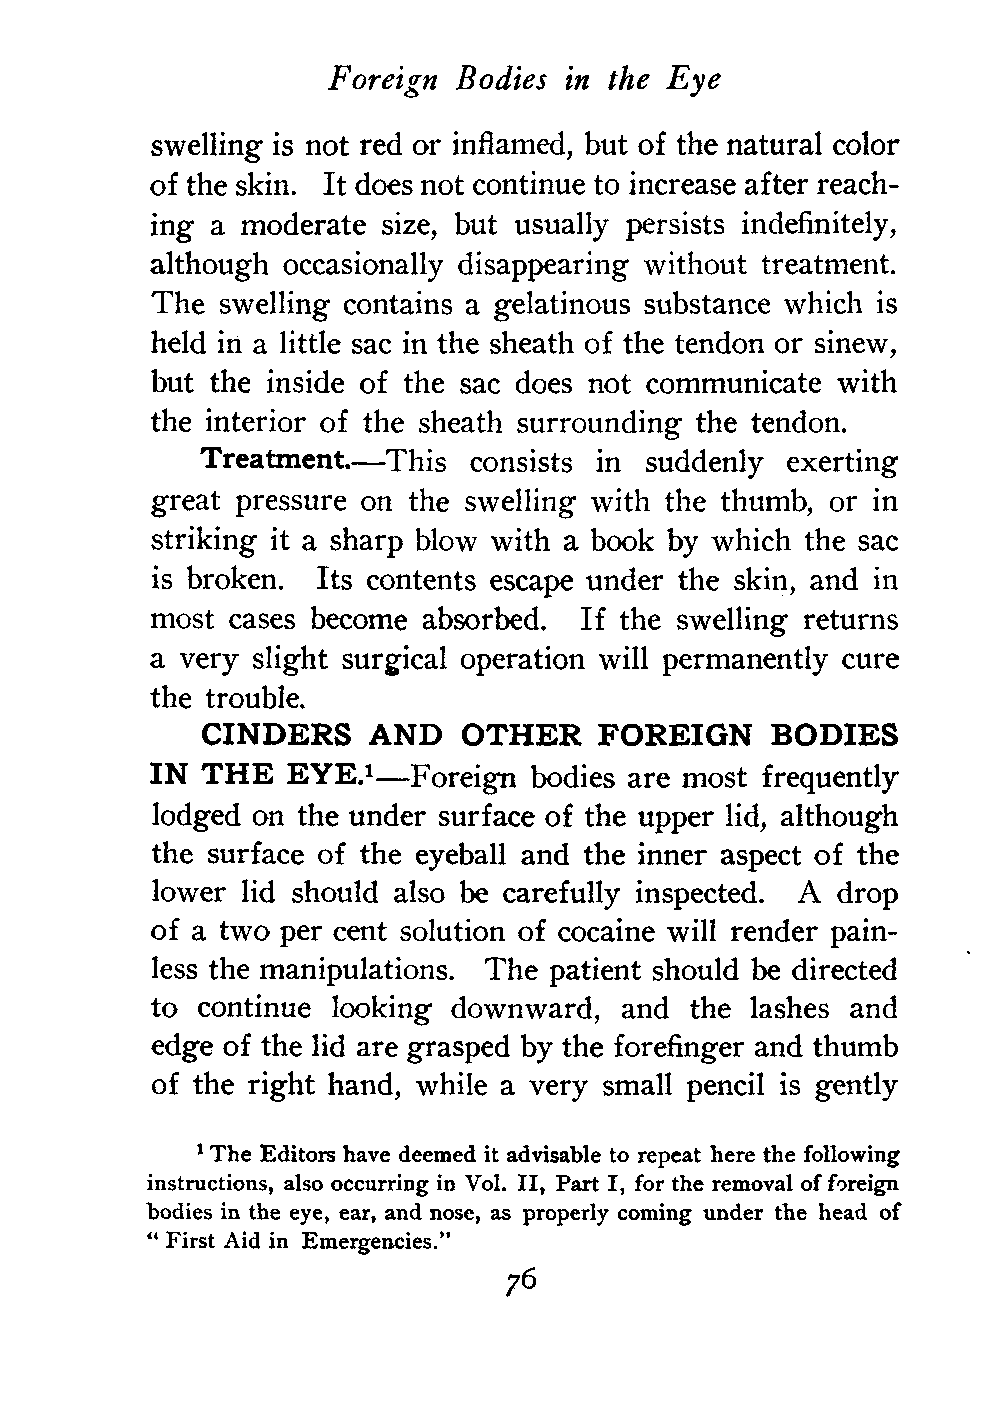 Foreign Bodies in the Eye
swelling is not red or inflamed, but of the natural color
of the skin. It does not continue to increase after reach-
ing a moderate size, but usually persists indefinitely,
although occasionally disappearing without treatment.
The swelling contains a gelatinous substance which is
held in a little sac in the sheath of the tendon or sinew,
but the inside of the sac does not communicate with
the interior of the sheath surrounding the tendon.
Treatment.—This consists in suddenly exerting
great pressure on the swelling with the thumb, or in
striking it a sharp blow with a book by which the sac
is broken. Its contents escape under the skin, and in
most cases become absorbed. If the swelling returns
a very slight surgical operation will permanently cure
the trouble.
CINDERS AND OTHER FOREIGN BODIES
IN THE EYE.¹—Foreign bodies are most frequently
lodged on the under surface of the upper lid, although
the surface of the eyeball and the inner aspect of the
lower lid should also be carefully inspected. A drop
of a two per cent solution of cocaine will render pain-
less the manipulations. The patient should be directed
to continue looking downward, and the lashes and
edge of the lid are grasped by the forefinger and thumb
of the right hand, while a very small pencil is gently
¹ The Editors have deemed it advisable to repeat here the following
instructions, also occurring in Vol. II, Part I, for the removal of foreign
bodies in the eye, ear, and nose, as properly coming under the head of
“ First Aid in Emergencies.”
76